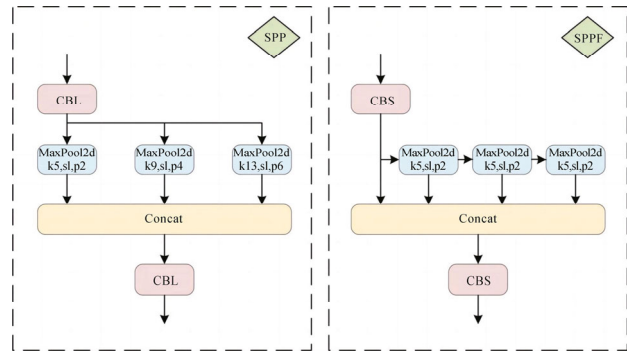 SPP
CBL
MaxPool2d
k5,sl,p2
MaxPool2d
k9,sl,p4
MaxPool2d
k13,sl,p6
Concat
CBL
SPPF
CBS
MaxPool2d
k5,sl,p2
MaxPool2d
k5,sl,p2
MaxPool2d
k5,sl,p2
Concat
CBS